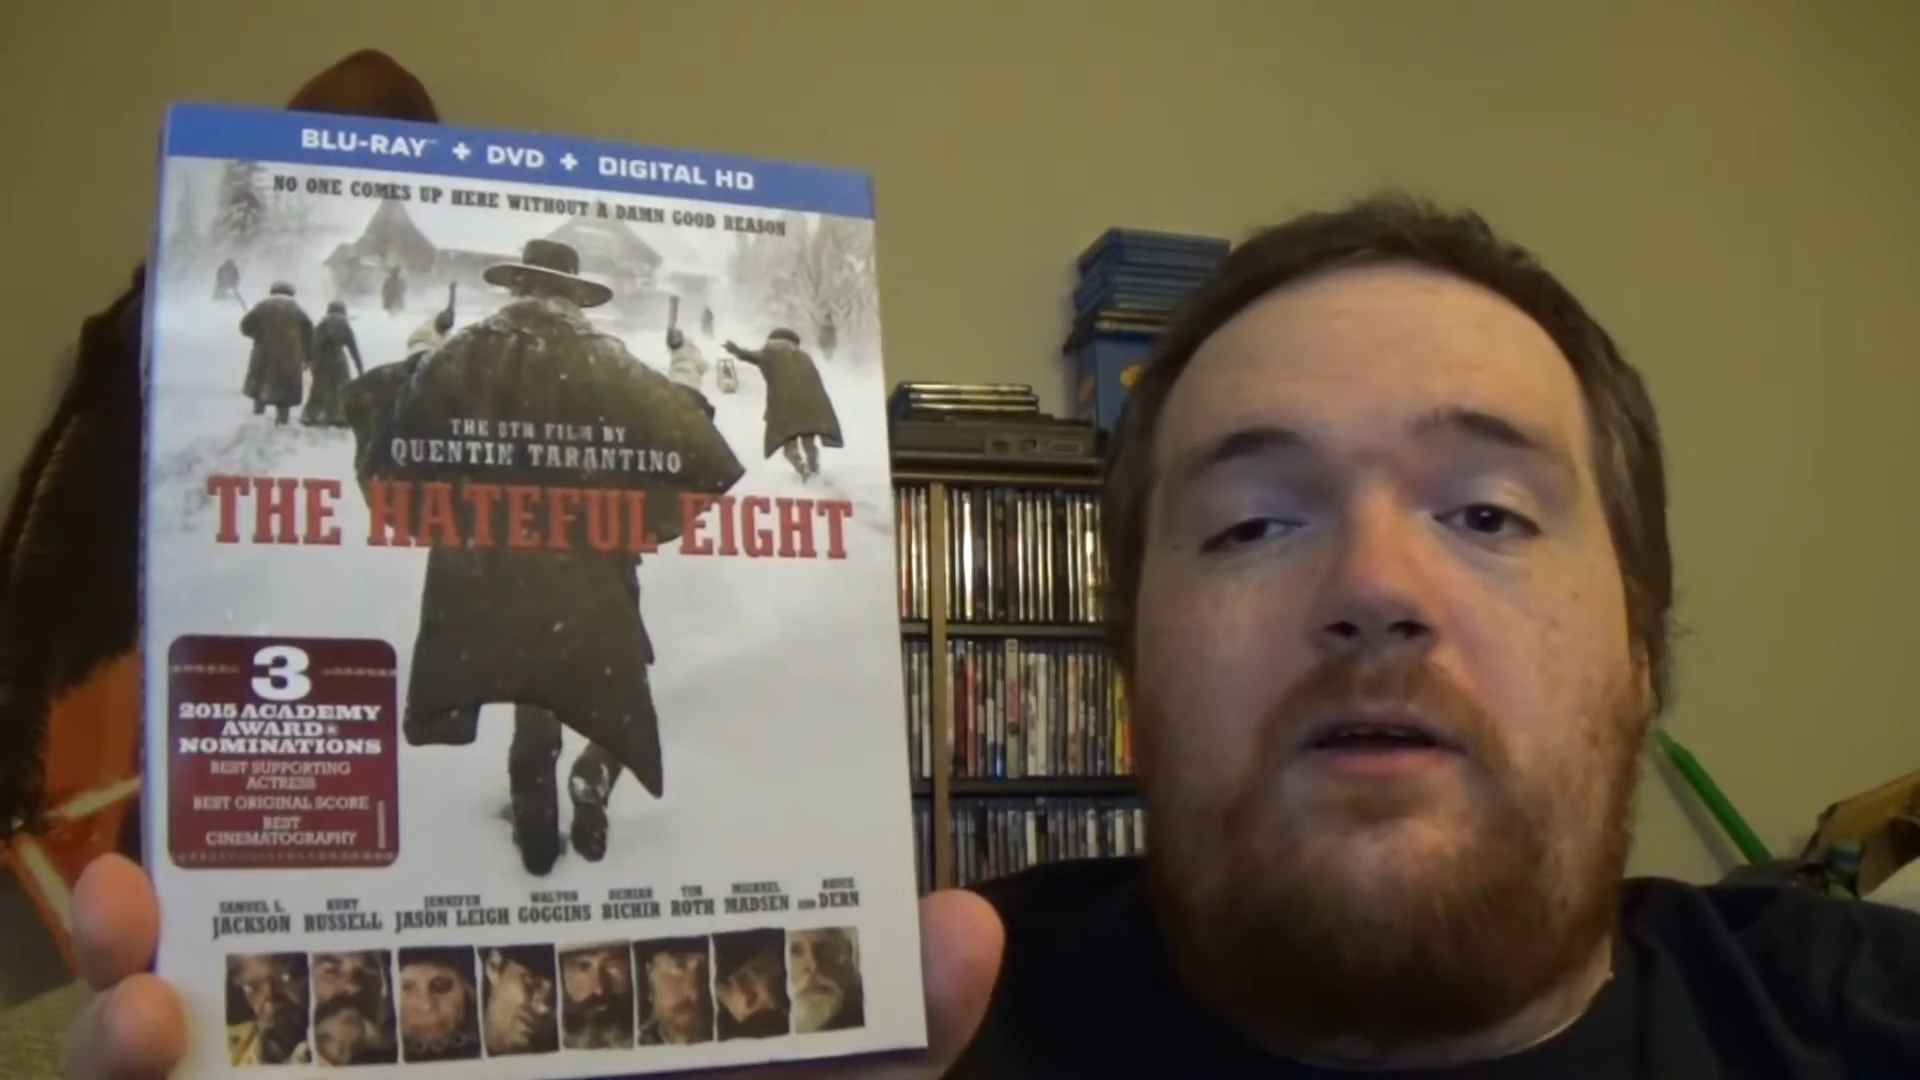 BLU-RAY™ + DVD + DIGITAL HD
NO ONE COMES UP HERE WITHOUT A DAMN GOOD REASON
THE 8TH FILM BY
QUENTIN TARANTINO
THE HATEFUL EIGHT
3
2015 ACADEMY
AWARD®
NOMINATIONS
BEST SUPPORTING
ACTRESS
BEST ORIGINAL SCORE
BEST
CINEMATOGRAPHY
SAMUEL L. KURT JENNIFER WALTON DEMIAN TIM MICHAEL BRUCE
JACKSON RUSSELL JASON LEIGH GOGGINS BICHIR ROTH MADSEN AND DERN